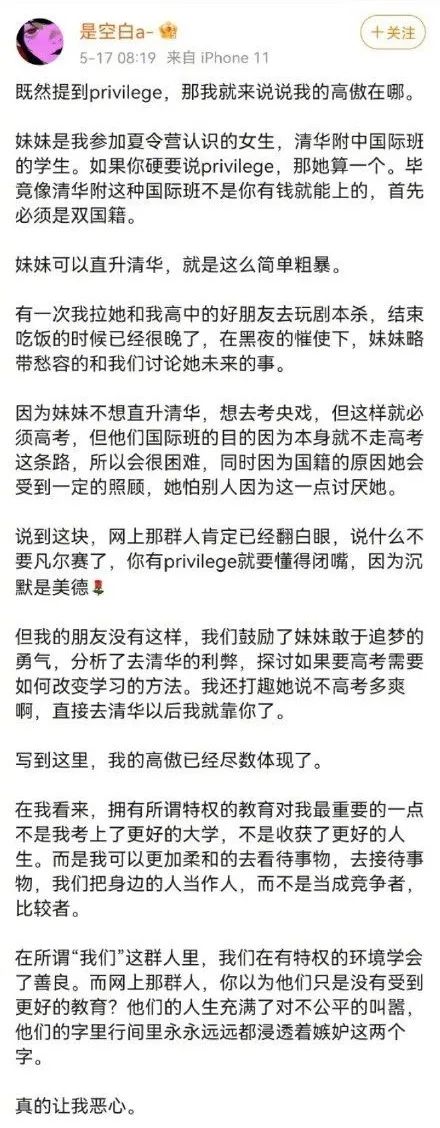 是空白a-
+关注
5-17 08:19 来自 iPhone 11
既然提到privilege，那我就来说说我的高傲在哪。
妹妹是我参加夏令营认识的女生，清华附中国际班
的学生。如果你硬要说privilege，那她算一个。毕
竟像清华附这种国际班不是你有钱就能上的，首先
必须是双国籍。
妹妹可以直升清华，就是这么简单粗暴。
有一次我拉她和我高中的好朋友去玩剧本杀，结束
吃饭的时候已经很晚了，在黑夜的催使下，妹妹略
带愁容的和我们讨论她未来的事。
因为妹妹不想直升清华，想去考央戏，但这样就必
须高考，但他们国际班的目的因为本身就不走高考
这条路，所以会很困难，同时因为国籍的原因她会
受到一定的照顾，她怕别人因为这一点讨厌她。
说到这块，网上那群人肯定已经翻白眼，说什么不
要凡尔赛了，你有privilege就要懂得闭嘴，因为沉
默是美德🌹
但我的朋友没有这样，我们鼓励了妹妹敢于追梦的
勇气，分析了去清华的利弊，探讨如果要高考需要
如何改变学习的方法。我还打趣她说不高考多爽
啊，直接去清华以后我就靠你了。
写到这里，我的高傲已经尽数体现了。
在我看来，拥有所谓特权的教育对我最重要的一点
不是我考上了更好的大学，不是收获了更好的人
生。而是我可以更加柔和的去看待事物，去接待事
物，我们把身边的人当作人，而不是当成竞争者，
比较者。
在所谓“我们”这群人里，我们在有特权的环境学会
了善良。而网上那群人，你以为他们只是没有受到
更好的教育？他们的人生充满了对不公平的叫嚣，
他们的字里行间里永永远远都浸透着嫉妒这两个
字。
真的让我恶心。